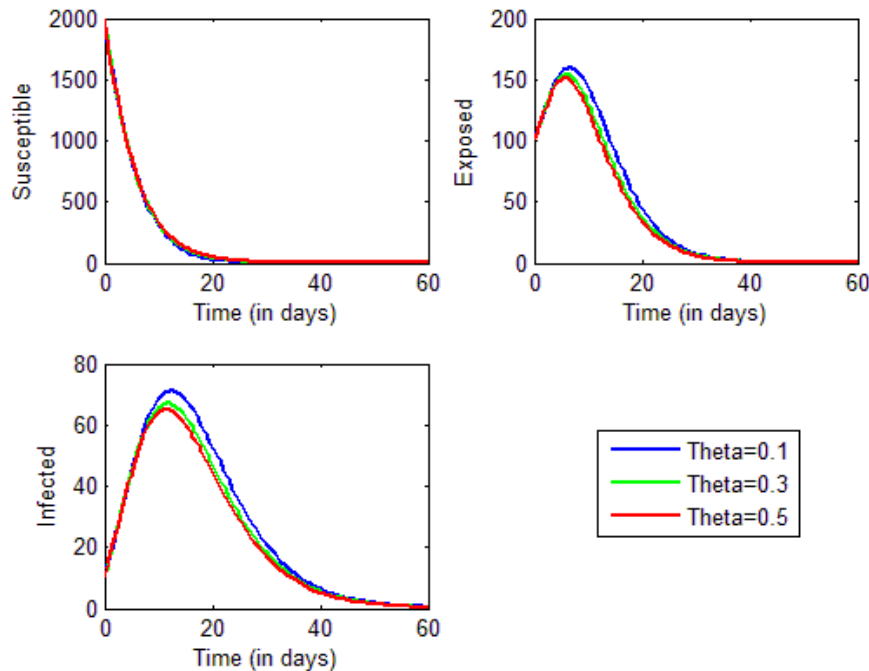 2000
1500
1000
500
0
Susceptible
0 20 40 60
Time (in days)
200
150
100
50
0
Exposed
0 20 40 60
Time (in days)
80
60
40
20
0
Infected
0 20 40 60
Time (in days)
Theta=0.1
Theta=0.3
Theta=0.5